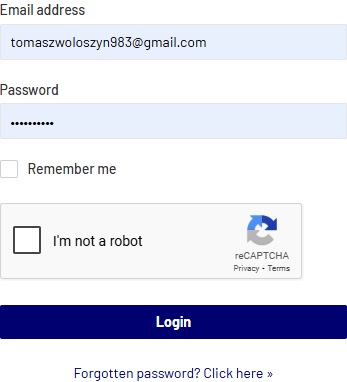 Email address
tomaszwoloszyn983@gmail.com
Password
••••••••••
Remember me
I'm not a robot
reCAPTCHA
Privacy - Terms
Login
Forgotten password? Click here »